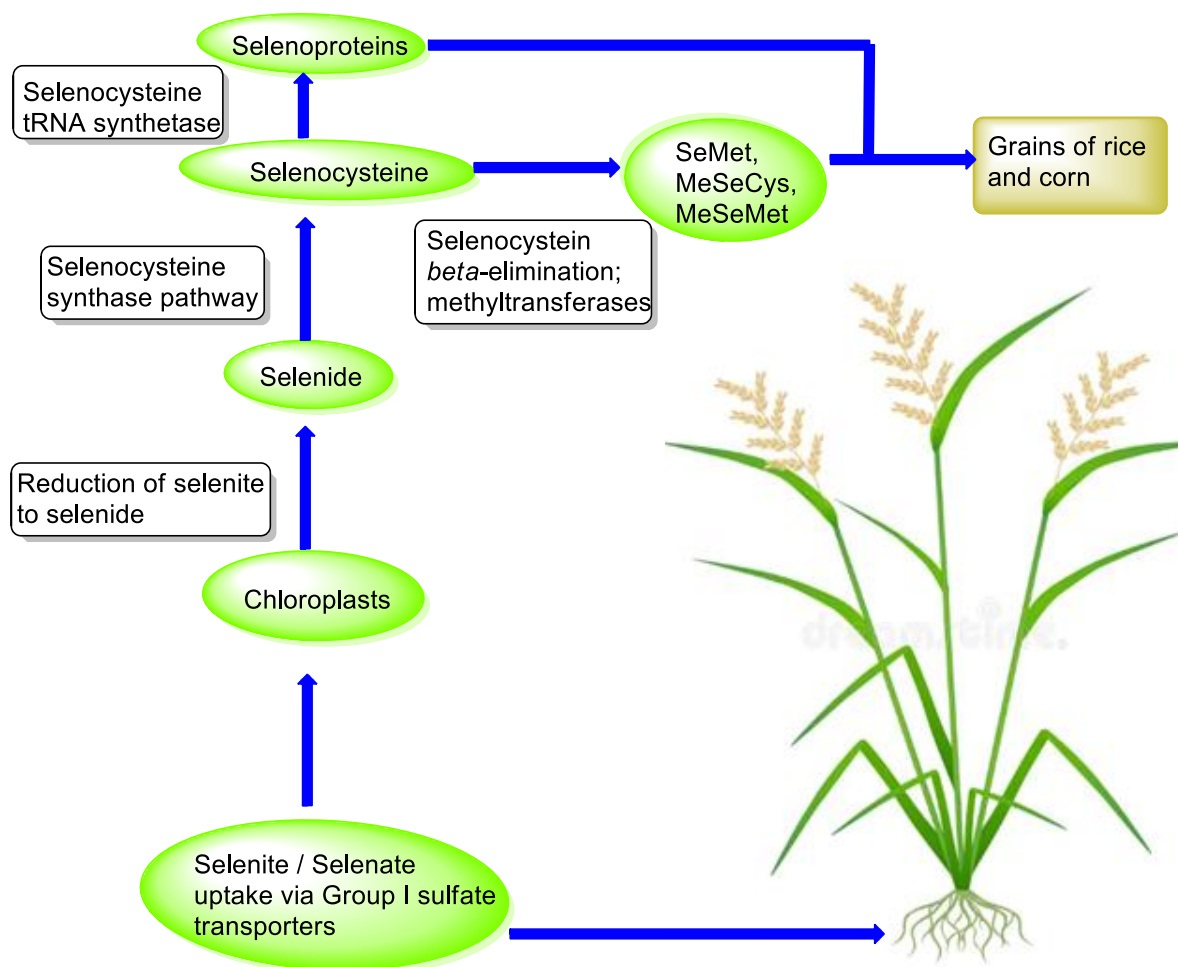 Selenoproteins
Selenocysteine
tRNA synthetase
Selenocysteine
SeMet,
MeSeCys,
MeSeMet
Grains of rice
and corn
Selenocysteine
synthase pathway
Selenocystein
beta-elimination;
methyltransferases
Selenide
Reduction of selenite
to selenide
Chloroplasts
Selenite / Selenate
uptake via Group I sulfate
transporters